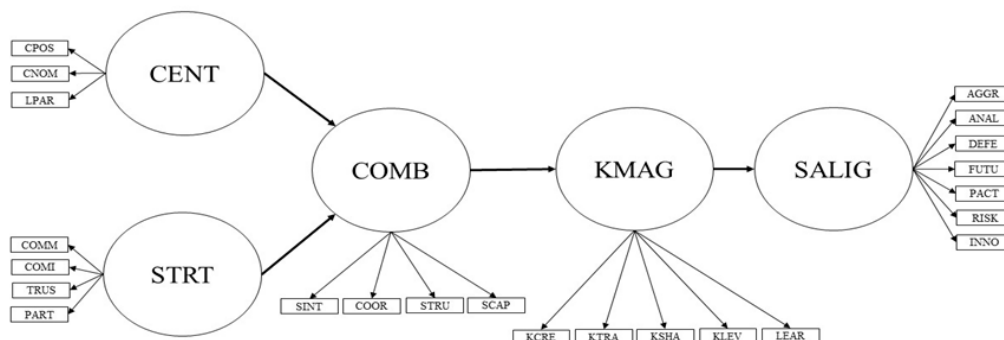 CPOS
CNOM
LPAR
CENT
COMM
COMI
TRUS
PART
STRT
COMB
SINT
COOR
STRU
SCAP
KMAG
KCRE
KTRA
KSHA
KLEV
LEAR
SALIG
AGGR
ANAL
DEFE
FUTU
PACT
RISK
INNO